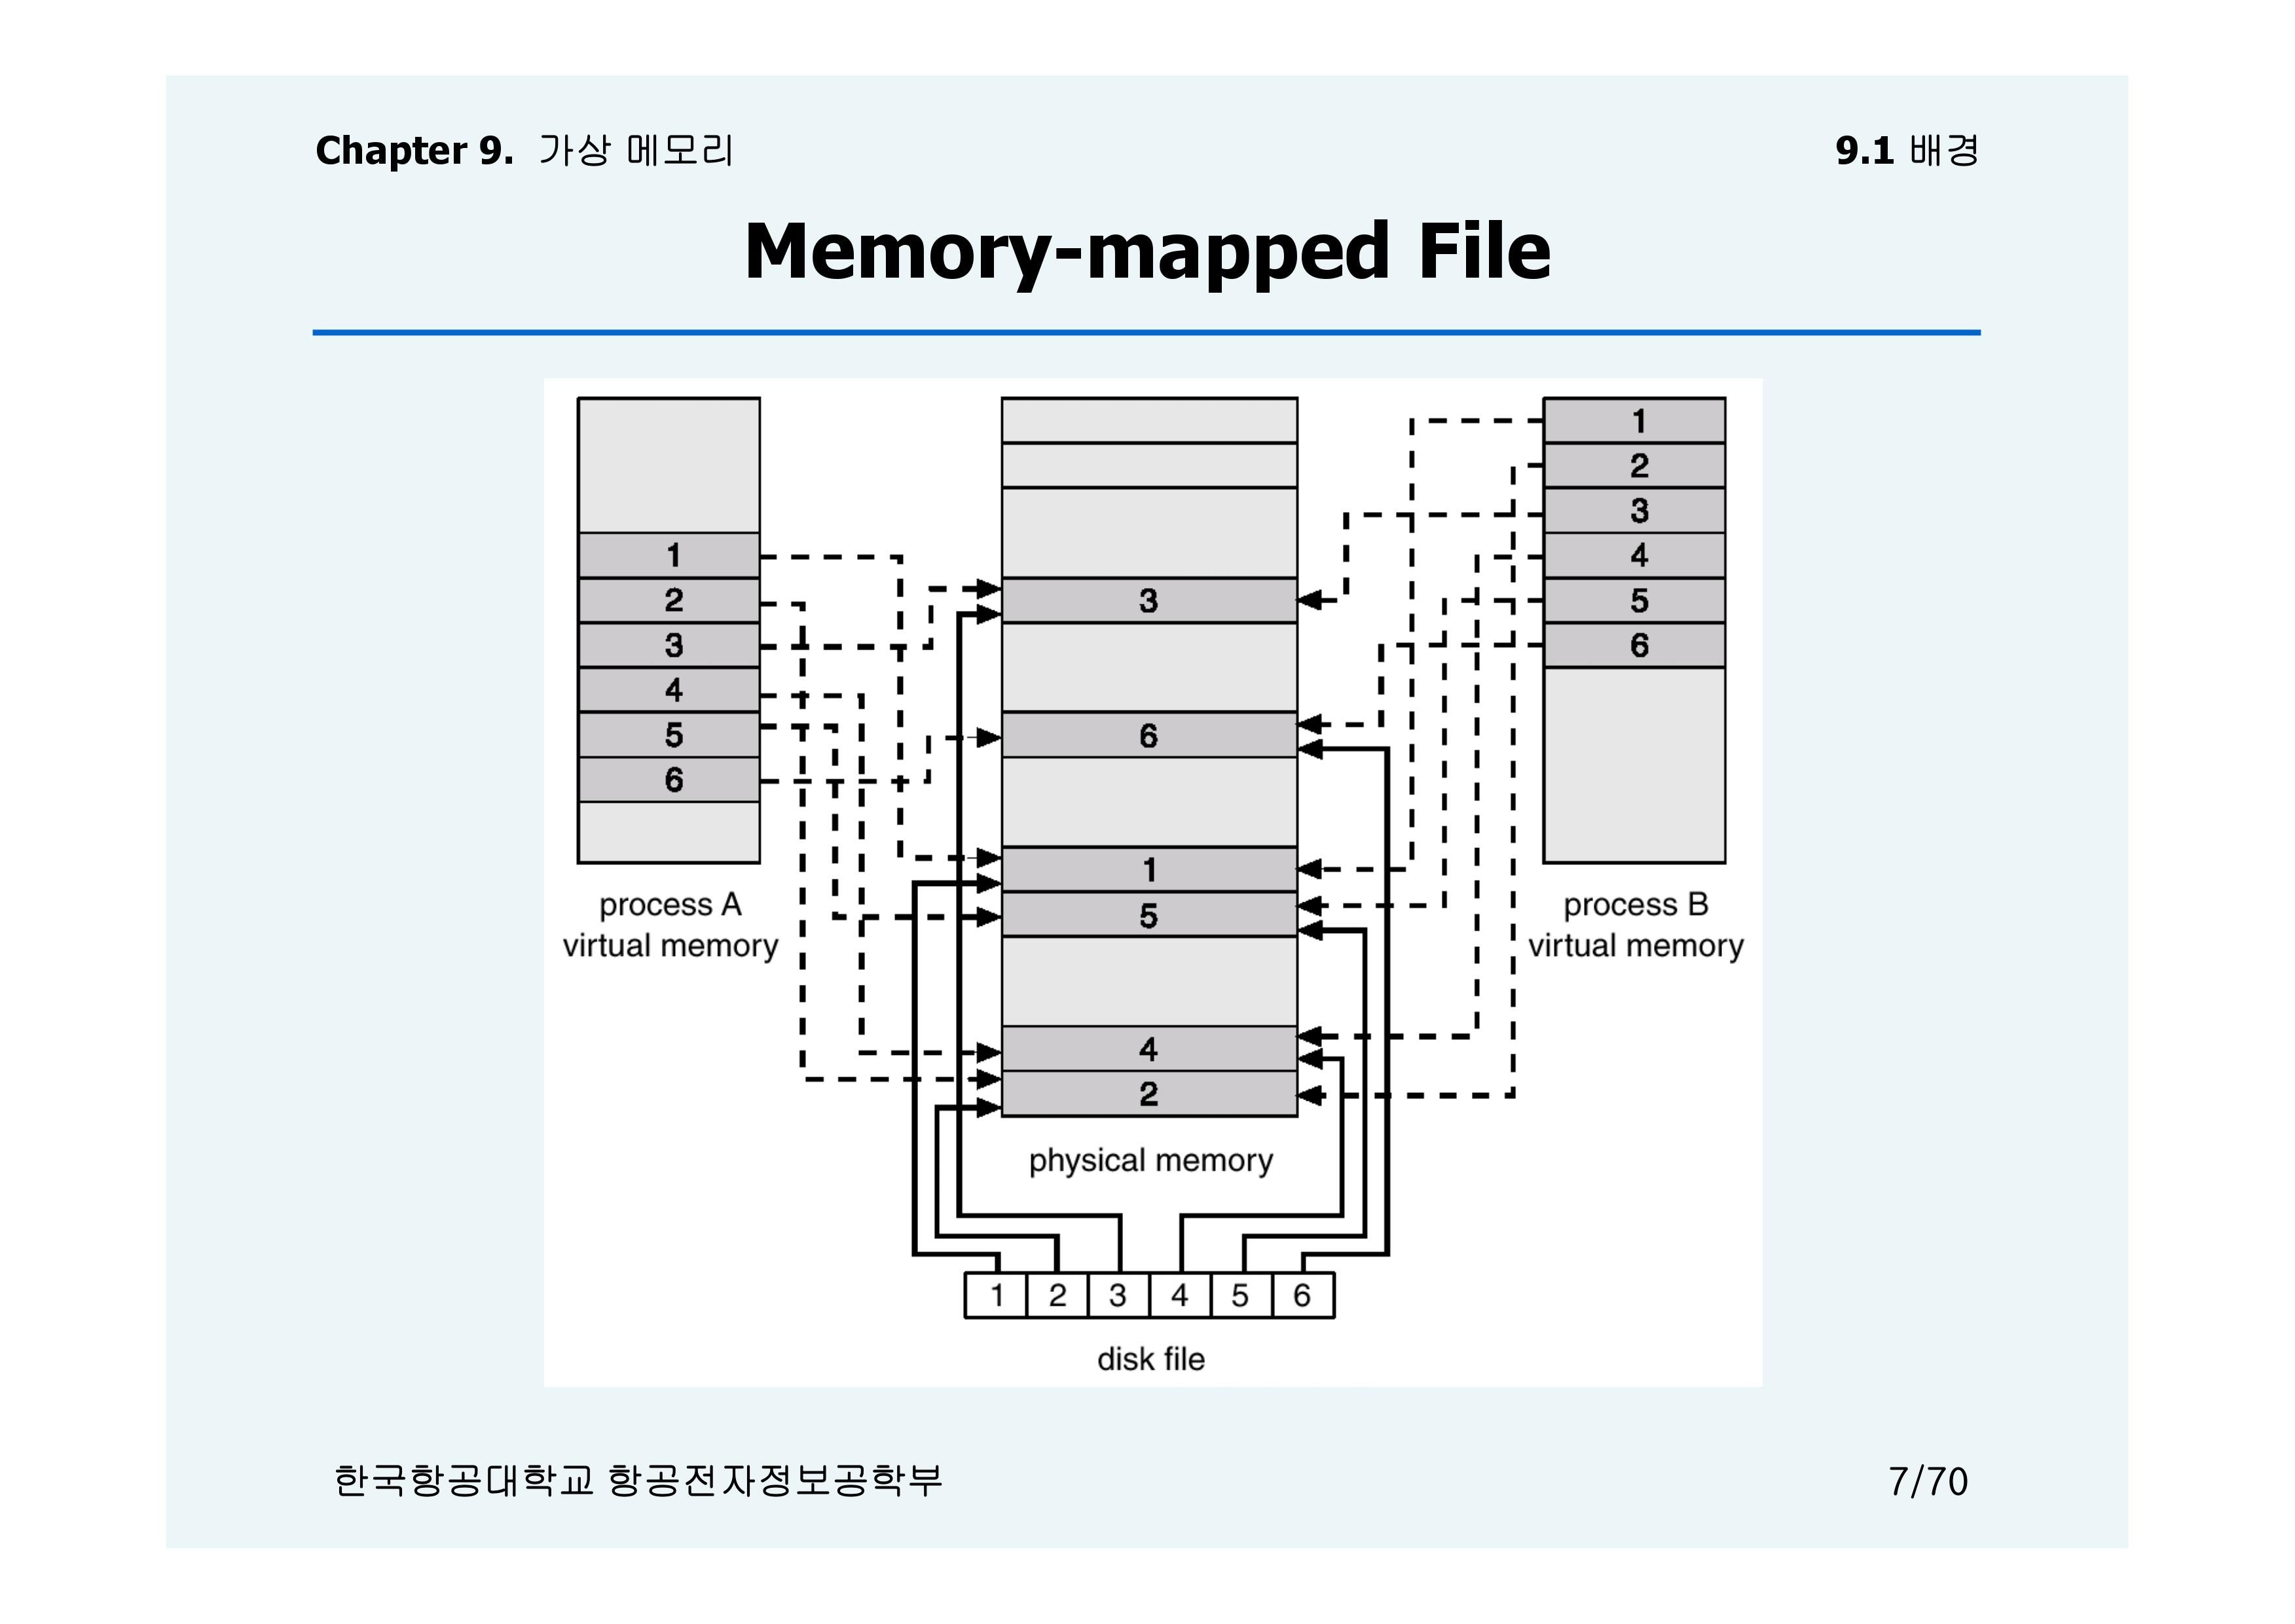 Chapter 9. 가상 메모리
9.1 배경
Memory-mapped File
1
2
3
4
5
6
process A
virtual memory
3
6
1
5
4
2
physical memory
1
2
3
4
5
6
process B
virtual memory
1 2 3 4 5 6
disk file
한국항공대학교 항공전자정보공학부
7/70